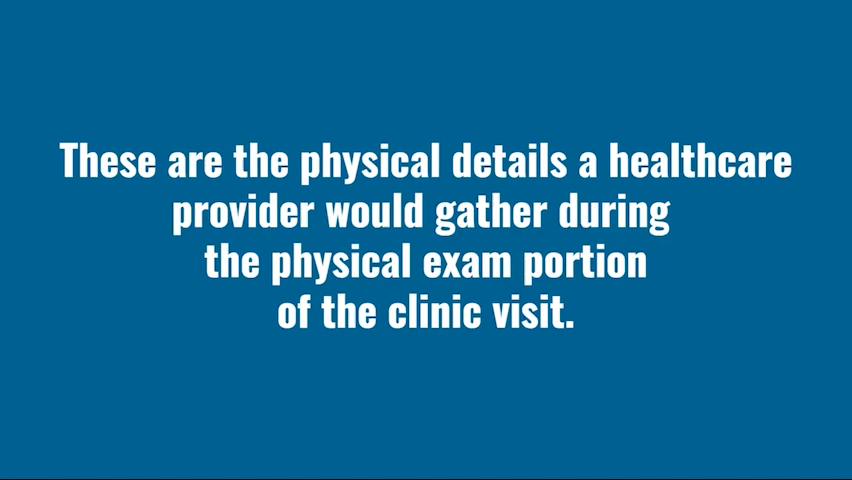 These are the physical details a healthcare
provider would gather during
the physical exam portion
of the clinic visit.